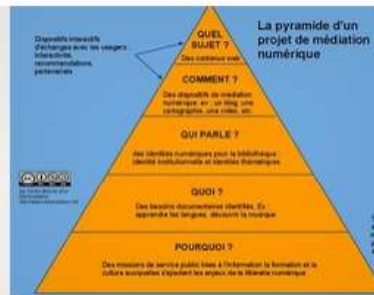 La pyramide d'un
projet de médiation
numérique
Dispositifs interactifs
d'échanges avec les usagers :
interactivité,
recommandations,
partenariats
QUEL
SUJET ?
Des contenus
COMMENT ?
Des dispositifs de médiation
numérique, ex : un blog, une
cartographie, une vidéo, etc.
QUI PARLE ?
des identités numériques pour la bibliothèque :
identité institutionnelle et identités thématiques
QUOI ?
Des besoins documentaires identifiés. Ex :
apprendre les langues, découvrir la musique
POURQUOI ?
Des missions de service public liées à l'information la formation et la
culture auxquelles s'ajoutent les enjeux de la littératie numérique